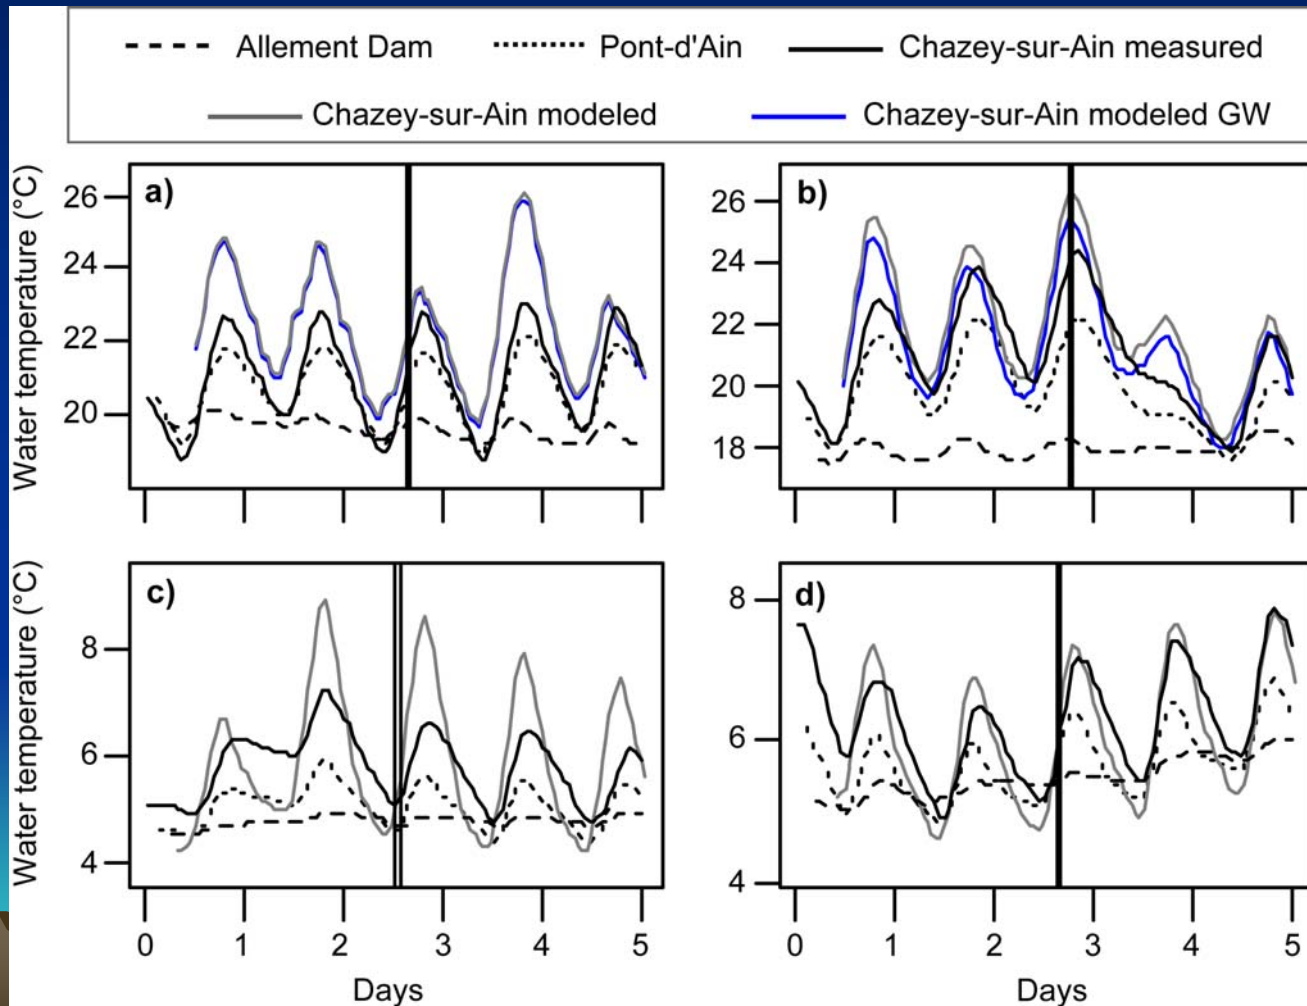 Allement Dam Pont-d'Ain Chazey-sur-Ain measured
Chazey-sur-Ain modeled Chazey-sur-Ain modeled GW
Water temperature (°C)
a)
26
24
22
20
b)
26
24
22
20
18
Water temperature (°C)
c)
8
6
4
0 1 2 3 4 5
Days
d)
8
6
4
0 1 2 3 4 5
Days